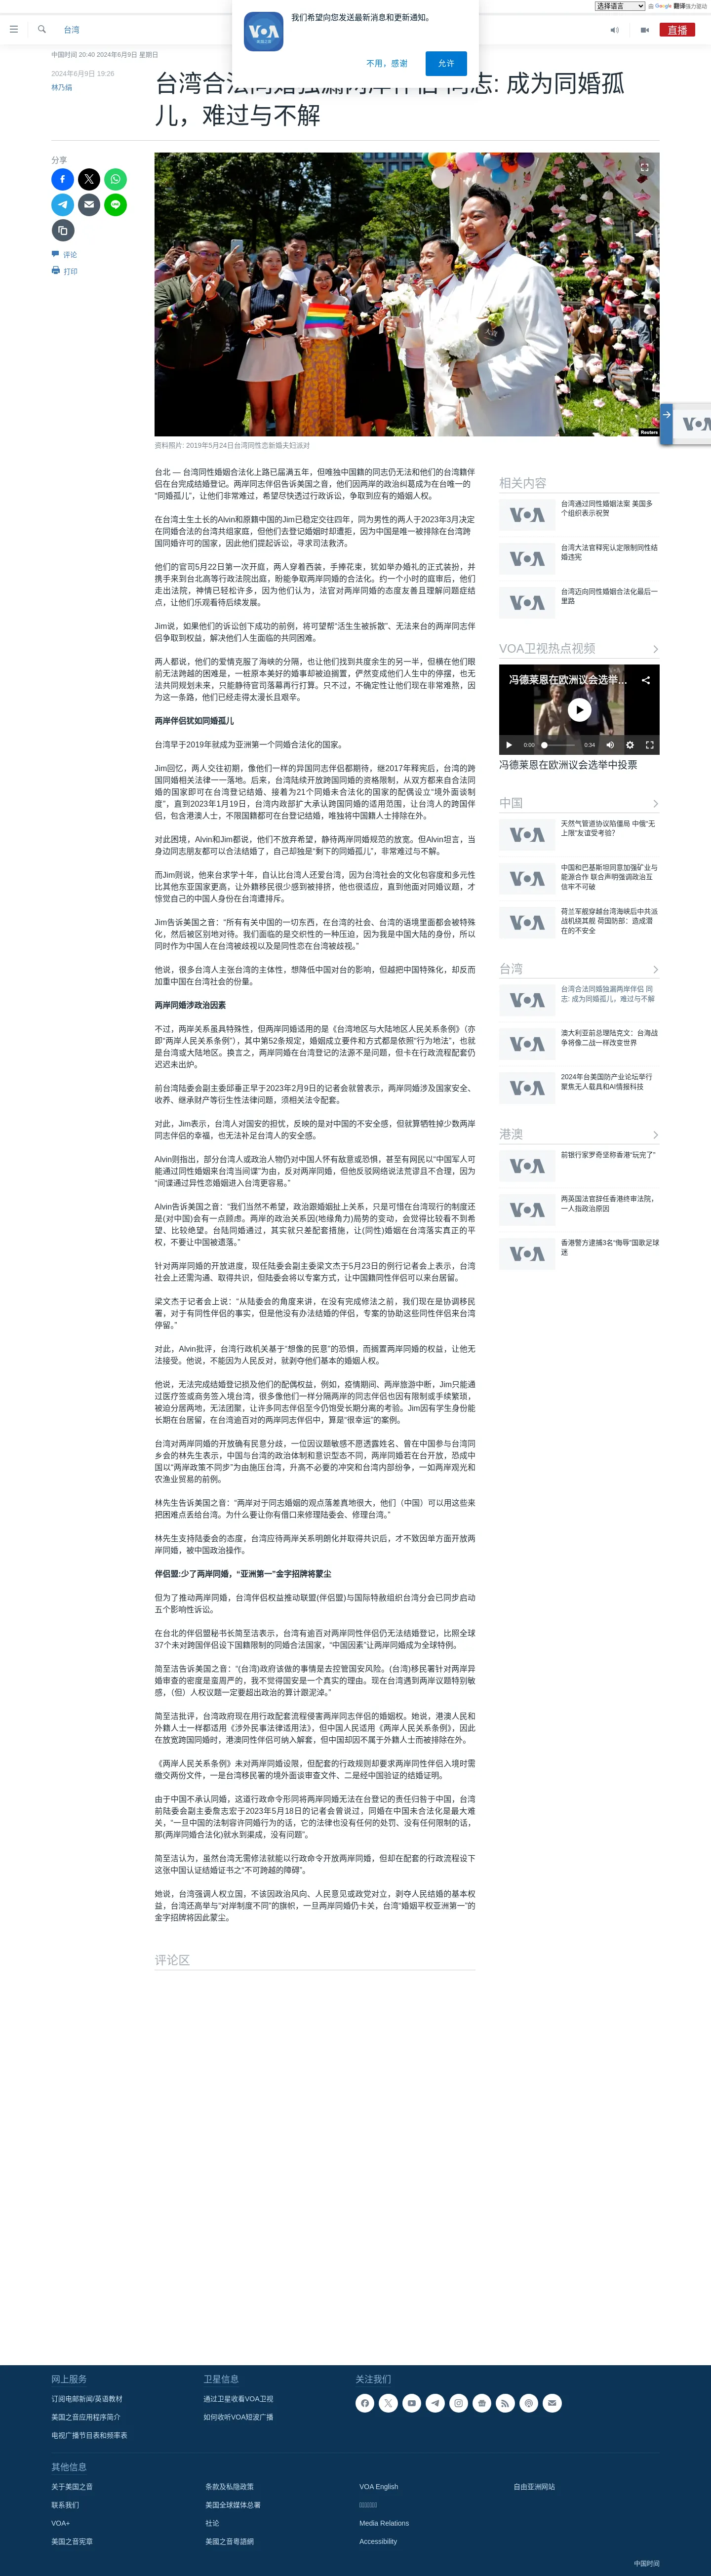 选择语言
由 Google 翻译强力驱动
我们希望向您发送最新消息和更新通知。
不用，感谢
允许
台湾
直播
中国时间 20:40 2024年6月9日 星期日
2024年6月9日 19:26
林乃绢
台湾合法同婚独漏两岸伴侣 同志: 成为同婚孤儿，难过与不解
分享
评论
打印
Reuters
资料照片: 2019年5月24日台湾同性恋新婚夫妇派对
台北 — 台湾同性婚姻合法化上路已届满五年，但唯独中国籍的同志仍无法和他们的台湾籍伴侣在台完成结婚登记。两岸同志伴侣告诉美国之音，他们因两岸的政治纠葛成为在台唯一的“同婚孤儿”，让他们非常难过，希望尽快透过行政诉讼，争取到应有的婚姻人权。
在台湾土生土长的Alvin和原籍中国的Jim已稳定交往四年，同为男性的两人于2023年3月决定在同婚合法的台湾共组家庭，但他们去登记婚姻时却遭拒，因为中国是唯一被排除在台湾跨国同婚许可的国家，因此他们提起诉讼，寻求司法救济。
他们的官司5月22日第一次开庭，两人穿着西装，手捧花束，犹如举办婚礼的正式装扮，并携手来到台北高等行政法院出庭，盼能争取两岸同婚的合法化。约一个小时的庭审后，他们走出法院，神情已轻松许多，因为他们认为，法官对两岸同婚的态度友善且理解问题症结点，让他们乐观看待后续发展。
Jim说，如果他们的诉讼创下成功的前例，将可望帮“活生生被拆散”、无法来台的两岸同志伴侣争取到权益，解决他们人生面临的共同困难。
两人都说，他们的爱情克服了海峡的分隔，也让他们找到共度余生的另一半，但横在他们眼前无法跨越的困难是，一桩原本美好的婚事却被迫搁置，俨然变成他们人生中的停摆，也无法共同规划未来，只能静待官司落幕再行打算。只不过，不确定性让他们现在非常难熬，因为这一条路，他们已经走得太漫长且艰辛。
两岸伴侣犹如同婚孤儿
台湾早于2019年就成为亚洲第一个同婚合法化的国家。
Jim回忆，两人交往初期，像他们一样的异国同志伴侣都期待，继2017年释宪后，台湾的跨国同婚相关法律一一落地。后来，台湾陆续开放跨国同婚的资格限制，从双方都来自合法同婚的国家即可在台湾登记结婚、接着为21个同婚未合法化的国家的配偶设立“境外面谈制度”，直到2023年1月19日，台湾内政部扩大承认跨国同婚的适用范围，让台湾人的跨国伴侣，包含港澳人士，不限国籍都可在台登记结婚，唯独将中国籍人士排除在外。
对此困境，Alvin和Jim都说，他们不放弃希望，静待两岸同婚规范的放宽。但Alvin坦言，当身边同志朋友都可以合法结婚了，自己却独是“剩下的同婚孤儿”，非常难过与不解。
而Jim则说，他来台求学十年，自认比台湾人还爱台湾，因为台湾社会的文化包容度和多元性比其他东亚国家更高，让外籍移民很少感到被排挤，他也很适应，直到他面对同婚议题，才惊觉自己的中国人身份在台湾遭排斥。
Jim告诉美国之音：“所有有关中国的一切东西，在台湾的社会、台湾的语境里面都会被特殊化，然后被区别地对待。我们面临的是交织性的一种压迫，因为我是中国大陆的身份，所以同时作为中国人在台湾被歧视以及是同性恋在台湾被歧视。”
他说，很多台湾人主张台湾的主体性，想降低中国对台的影响，但越把中国特殊化，却反而加重中国在台湾社会的份量。
两岸同婚涉政治因素
不过，两岸关系虽具特殊性，但两岸同婚适用的是《台湾地区与大陆地区人民关系条例》（亦即“两岸人民关系条例”），其中第52条规定，婚姻成立要件和方式都是依照“行为地法”，也就是台湾或大陆地区。换言之，两岸同婚在台湾登记的法源不是问题，但卡在行政流程配套仍迟迟未出炉。
前台湾陆委会副主委邱垂正早于2023年2月9日的记者会就曾表示，两岸同婚涉及国家安全、收养、继承财产等衍生性法律问题，须相关法令配套。
对此，Jim表示，台湾人对国安的担忧，反映的是对中国的不安全感，但就算牺牲掉少数两岸同志伴侣的幸福，也无法补足台湾人的安全感。
Alvin则指出，部分台湾人或政治人物仍对中国人怀有敌意或恐惧，甚至有网民以“中国军人可能通过同性婚姻来台湾当间谍”为由，反对两岸同婚，但他反驳网络说法荒谬且不合理，因为“间谍通过异性恋婚姻进入台湾更容易。”
Alvin告诉美国之音：“我们当然不希望，政治跟婚姻扯上关系，只是可惜在台湾现行的制度还是(对中国)会有一点顾虑。两岸的政治关系因(地缘角力)局势的变动，会觉得比较看不到希望、比较绝望。台陆同婚通过，其实就只差配套措施，让(同性)婚姻在台湾落实真正的平权，不要让中国被遗落。”
针对两岸同婚的开放进度，现任陆委会副主委梁文杰于5月23日的例行记者会上表示，台湾社会上还需沟通、取得共识，但陆委会将以专案方式，让中国籍同性伴侣可以来台居留。
梁文杰于记者会上说：“从陆委会的角度来讲，在没有完成修法之前，我们现在是协调移民署，对于有同性伴侣的事实，但是他没有办法结婚的伴侣，专案的协助这些同性伴侣来台湾停留。”
对此，Alvin批评，台湾行政机关基于“想像的民意”的恐惧，而搁置两岸同婚的权益，让他无法接受。他说，不能因为人民反对，就剥夺他们基本的婚姻人权。
他说，无法完成结婚登记损及他们的配偶权益，例如，疫情期间、两岸旅游中断，Jim只能通过医疗签或商务签入境台湾，很多像他们一样分隔两岸的同志伴侣也因有限制或手续繁琐，被迫分居两地，无法团聚，让许多同志伴侣至今仍饱受长期分离的考验。Jim因有学生身份能长期在台居留，在台湾逾百对的两岸同志伴侣中，算是“很幸运”的案例。
台湾对两岸同婚的开放确有民意分歧，一位因议题敏感不愿透露姓名、曾在中国参与台湾同乡会的林先生表示，中国与台湾的政治体制和意识型态不同，两岸同婚若在台开放，恐成中国以“两岸政策不同步”为由施压台湾，升高不必要的冲突和台湾内部纷争，一如两岸观光和农渔业贸易的前例。
林先生告诉美国之音：“两岸对于同志婚姻的观点落差真地很大，他们（中国）可以用这些来把困难点丢给台湾。为什么要让你有借口来修理陆委会、修理台湾。”
林先生支持陆委会的态度，台湾应待两岸关系明朗化并取得共识后，才不致因单方面开放两岸同婚，被中国政治操作。
伴侣盟:少了两岸同婚，“亚洲第一”金字招牌将蒙尘
但为了推动两岸同婚，台湾伴侣权益推动联盟(伴侣盟)与国际特赦组织台湾分会已同步启动五个影响性诉讼。
在台北的伴侣盟秘书长简至洁表示，台湾有逾百对两岸同性伴侣仍无法结婚登记，比照全球37个未对跨国伴侣设下国籍限制的同婚合法国家，“中国因素”让两岸同婚成为全球特例。
简至洁告诉美国之音：“(台湾)政府该做的事情是去控管国安风险。(台湾)移民署针对两岸异婚审查的密度是蛮周严的，我不觉得国安是一个真实的理由。现在台湾遇到两岸议题特别敏感，（但）人权议题一定要超出政治的算计跟泥淖。”
简至洁批评，台湾政府现在用行政配套流程侵害两岸同志伴侣的婚姻权。她说，港澳人民和外籍人士一样都适用《涉外民事法律适用法》，但中国人民适用《两岸人民关系条例》，因此在放宽跨国同婚时，港澳同性伴侣可纳入解套，但中国却因不属于外籍人士而被排除在外。
《两岸人民关系条例》未对两岸同婚设限，但配套的行政规则却要求两岸同性伴侣入境时需缴交两份文件，一是台湾移民署的境外面谈审查文件、二是经中国验证的结婚证明。
由于中国不承认同婚，这道行政命令形同将两岸同婚无法在台登记的责任归咎于中国，台湾前陆委会副主委詹志宏于2023年5月18日的记者会曾说过，同婚在中国未合法化是最大难关，“一旦中国的法制容许同婚行为的话，它的法律也没有任何的处罚、没有任何限制的话，那(两岸同婚合法化)就水到渠成，没有问题”。
简至洁认为，虽然台湾无需修法就能以行政命令开放两岸同婚，但却在配套的行政流程设下这张中国认证结婚证书之“不可跨越的障碍”。
她说，台湾强调人权立国，不该因政治风向、人民意见或政党对立，剥夺人民结婚的基本权益，台湾还高举与“对岸制度不同”的旗帜，一旦两岸同婚仍卡关，台湾“婚姻平权亚洲第一”的金字招牌将因此蒙尘。
相关内容
台湾通过同性婚姻法案 美国多个组织表示祝贺
台湾大法官释宪认定限制同性结婚违宪
台湾迈向同性婚姻合法化最后一里路
VOA卫视热点视频
冯德莱恩在欧洲议会选举...
0:00
0:34
冯德莱恩在欧洲议会选举中投票
中国
天然气管道协议陷僵局 中俄“无上限”友谊受考验?
中国和巴基斯坦同意加强矿业与能源合作 联合声明强调政治互信牢不可破
荷兰军舰穿越台湾海峡后中共派战机绕其舰 荷国防部：造成潜在的不安全
台湾
台湾合法同婚独漏两岸伴侣 同志: 成为同婚孤儿，难过与不解
澳大利亚前总理陆克文：台海战争将像二战一样改变世界
2024年台美国防产业论坛举行 聚焦无人载具和AI情报科技
港澳
前银行家罗奇坚称香港“玩完了”
两英国法官辞任香港终审法院，一人指政治原因
香港警方逮捕3名“侮辱”国歌足球迷
评论区
网上服务
订阅电邮新闻/英语教材
美国之音应用程序简介
电视广播节目表和频率表
卫星信息
通过卫星收看VOA卫视
如何收听VOA短波广播
关注我们
其他信息
关于美国之音
联系我们
VOA+
美国之音宪章
条款及私隐政策
美国全球媒体总署
社论
美國之音粵語網
VOA English
Media Relations
Accessibility
自由亚洲网站
中国时间